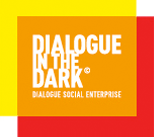 DIALOGUE
IN THE
DARK©
DIALOGUE SOCIAL ENTERPRISE